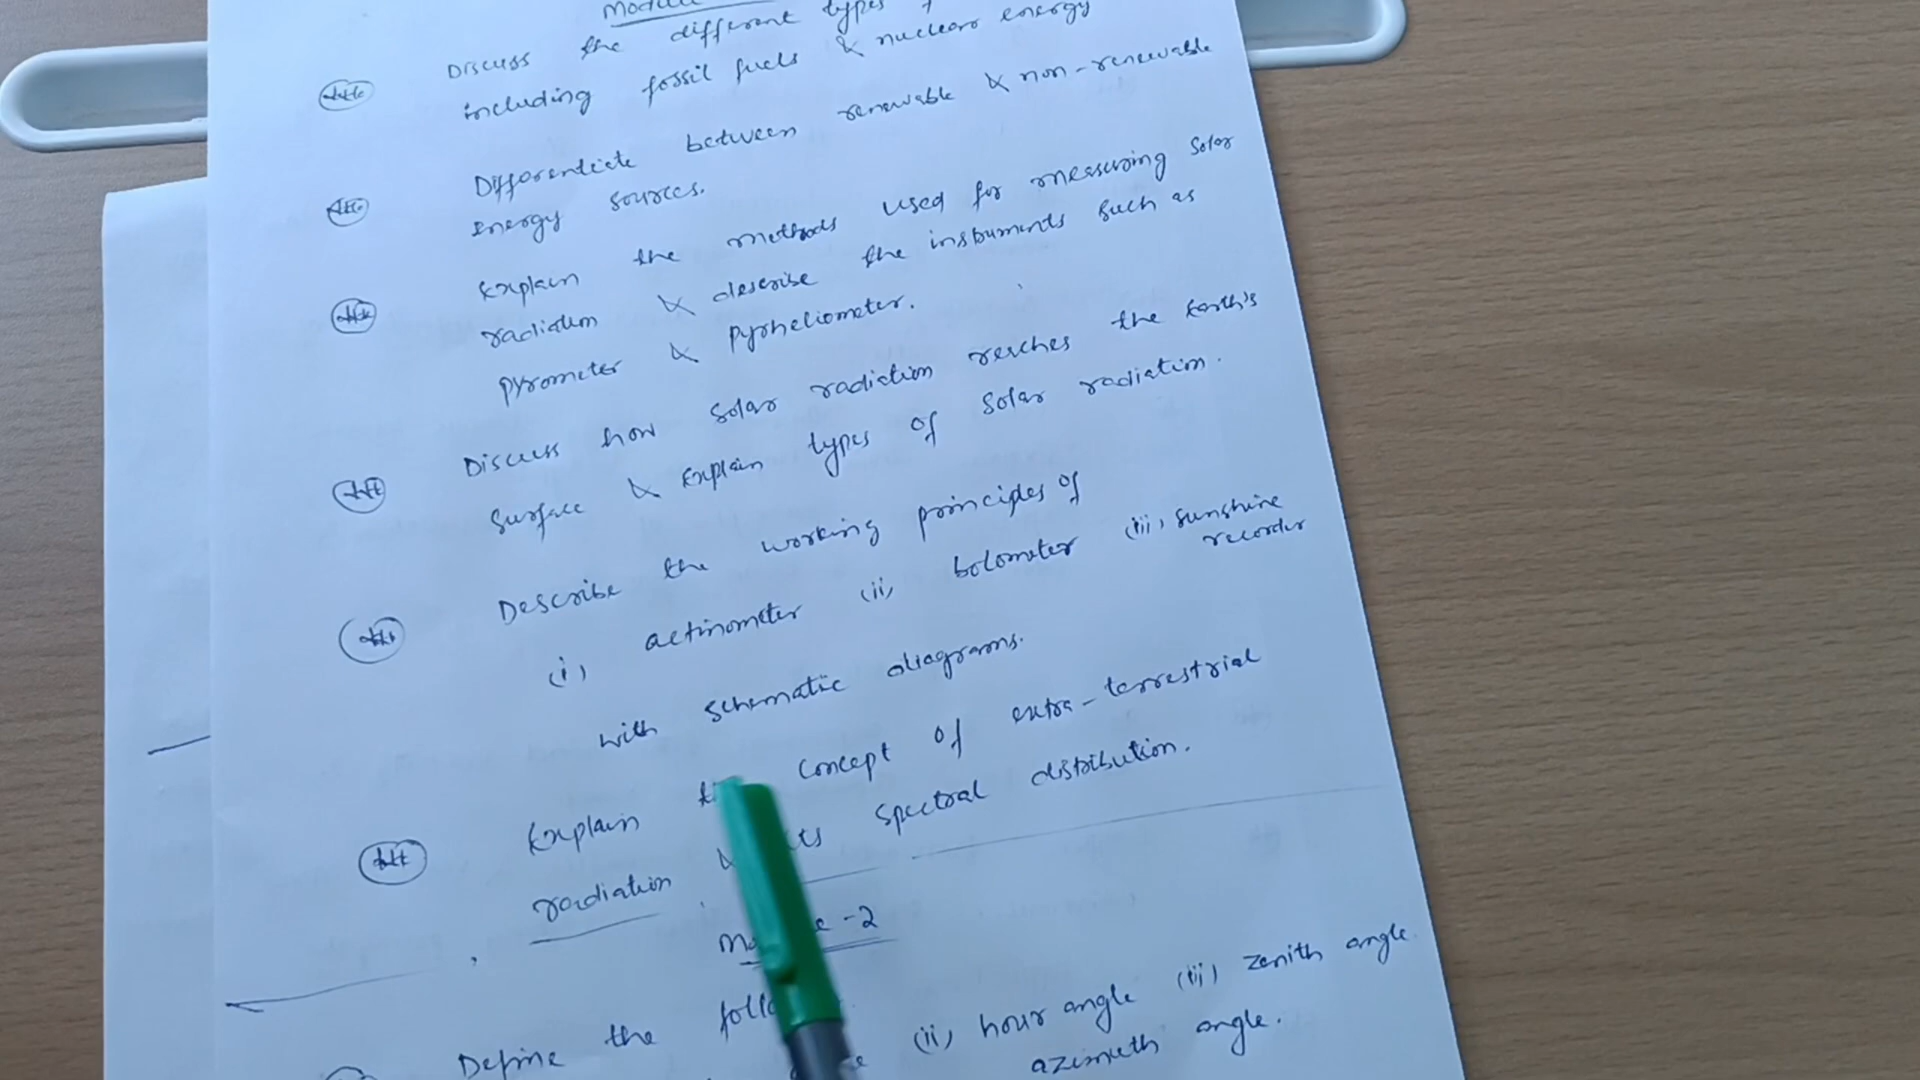 Discuss the different types
including fossil fuels & nuclear energy
Differentiate between renewable & non-renewable
energy sources.
Explain the methods used for measuring solar
radiation & describe the instruments such as
pyrometer & pyrheliometer.
Discuss how solar radiation reaches the Earth's
surface & explain types of solar radiation.
Describe the working principles of
(i) actinometer (ii) bolometer (iii) sunshine
recorder
with schematic diagrams.
Explain concept of extra-terrestrial
radiation & its spectral distribution.
-2
Define the
(ii) hour angle (iii) zenith angle
azimuth angle.